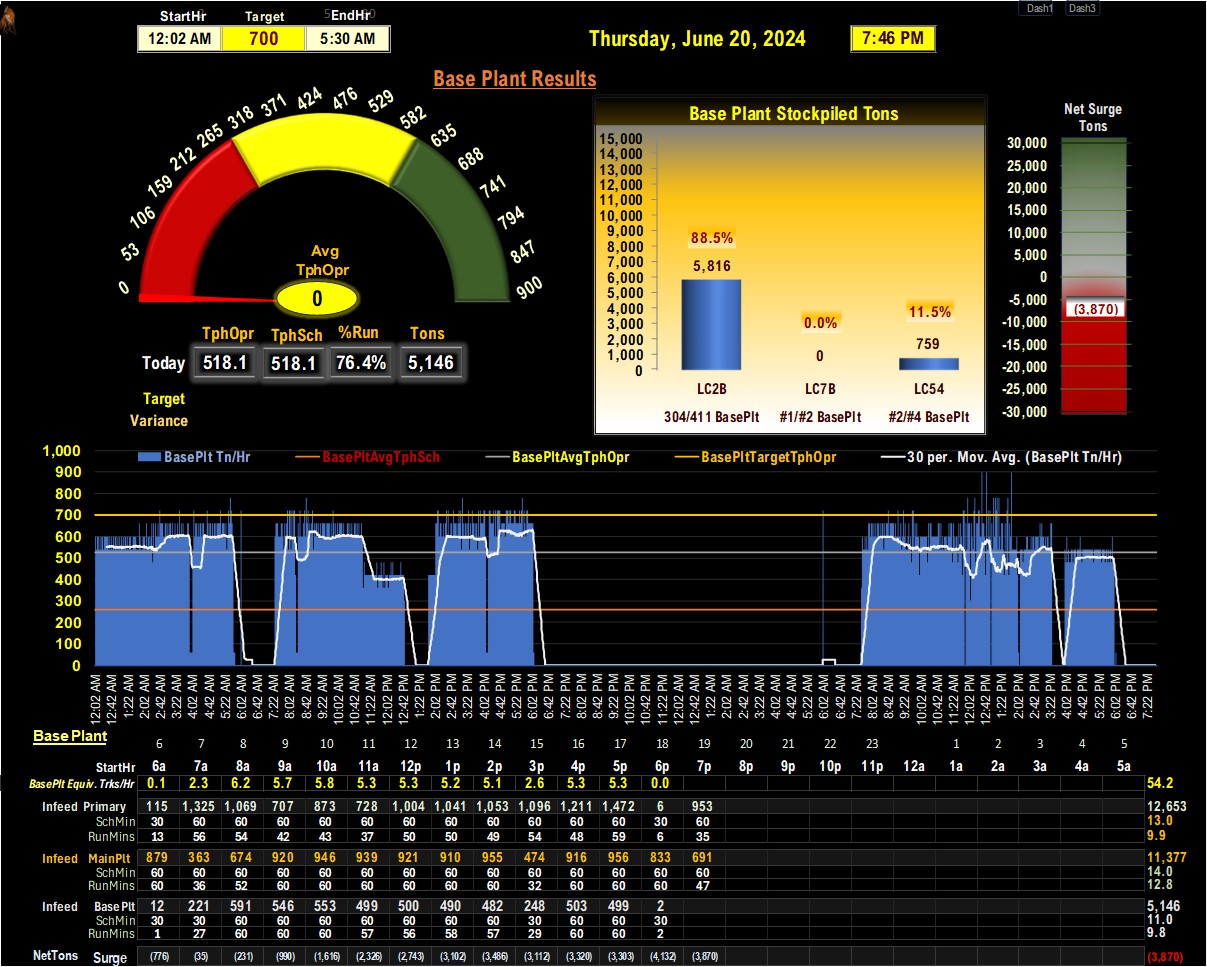 StartHr Target EndHr Dash1 Dash3
12:02 AM 700 5:30 AM Thursday, June 20, 2024 7:46 PM
Base Plant Results
0 53 106 159 212 265 318 371 424 476 529 582 635 688 741 794 847 900
Avg
TphOpr
0
TphOpr TphSch %Run Tons
Today 518.1 518.1 76.4% 5,146
Target
Variance
Base Plant Stockpiled Tons
15,000
14,000
13,000
12,000
11,000
10,000
9,000
8,000
7,000
6,000
5,000
4,000
3,000
2,000
1,000
0
88.5% 0.0% 11.5%
5,816 0 759
LC2B LC7B LC54
304/411 BasePlt #1/#2 BasePlt #2/#4 BasePlt
Net Surge
Tons
30,000
25,000
20,000
15,000
10,000
5,000
0
-5,000
(3,870)
-10,000
-15,000
-20,000
-25,000
-30,000
BasePlt Tn/Hr BasePltAvgTphSch BasePltAvgTphOpr BasePltTargetTphOpr 30 per. Mov. Avg. (BasePlt Tn/Hr)
1,000
900
800
700
600
500
400
300
200
100
0
12:02 AM 12:42 AM 1:22 AM 2:02 AM 2:42 AM 3:22 AM 4:02 AM 4:42 AM 5:22 AM 6:02 AM 6:42 AM 7:22 AM 8:02 AM 8:42 AM 9:22 AM 10:02 AM 10:42 AM 11:22 AM 12:02 PM 12:42 PM 1:22 PM 2:02 PM 2:42 PM 3:22 PM 4:02 PM 4:42 PM 5:22 PM 6:02 PM 6:42 PM 7:22 PM 8:02 PM 8:42 PM 9:22 PM 10:02 PM 10:42 PM 11:22 PM 12:02 AM 12:42 AM 1:22 AM 2:02 AM 2:42 AM 3:22 AM 4:02 AM 4:42 AM 5:22 AM 6:02 AM 6:42 AM 7:22 AM 8:02 AM 8:42 AM 9:22 AM 10:02 AM 10:42 AM 11:22 AM 12:02 PM 12:42 PM 1:22 PM 2:02 PM 2:42 PM 3:22 PM 4:02 PM 4:42 PM 5:22 PM 6:02 PM 6:42 PM 7:22 PM
Base Plant
6 7 8 9 10 11 12 13 14 15 16 17 18 19 20 21 22 23 1 2 3 4 5
StartHr 6a 7a 8a 9a 10a 11a 12p 1p 2p 3p 4p 5p 6p 7p 8p 9p 10p 11p 12a 1a 2a 3a 4a 5a
BasePlt Equiv. Trks/Hr 0.1 2.3 6.2 5.7 5.8 5.3 5.3 5.2 5.1 2.6 5.3 5.3 0.0 54.2
Infeed Primary 115 1,325 1,069 707 873 728 1,004 1,041 1,053 1,096 1,211 1,472 6 953 12,653
SchMin 30 60 60 60 60 60 60 60 60 60 60 60 30 60 13.0
RunMins 13 56 54 42 43 37 50 50 49 54 48 59 6 35 9.9
Infeed MainPlt 879 363 674 920 946 939 921 910 955 474 916 956 833 691 11,377
SchMin 60 60 60 60 60 60 60 60 60 60 60 60 60 60 14.0
RunMins 60 36 52 60 60 60 60 60 60 32 60 60 60 47 12.8
Infeed BasePlt 12 221 591 546 553 499 500 490 482 248 503 499 2 5,146
SchMin 30 30 60 60 60 60 60 60 60 30 60 60 30 11.0
RunMins 1 27 60 60 60 57 56 58 57 29 60 60 2 9.8
NetTons Surge (776) (35) (231) (990) (1,616) (2,326) (2,743) (3,102) (3,486) (3,112) (3,320) (3,303) (4,132) (3,870) (3,870)